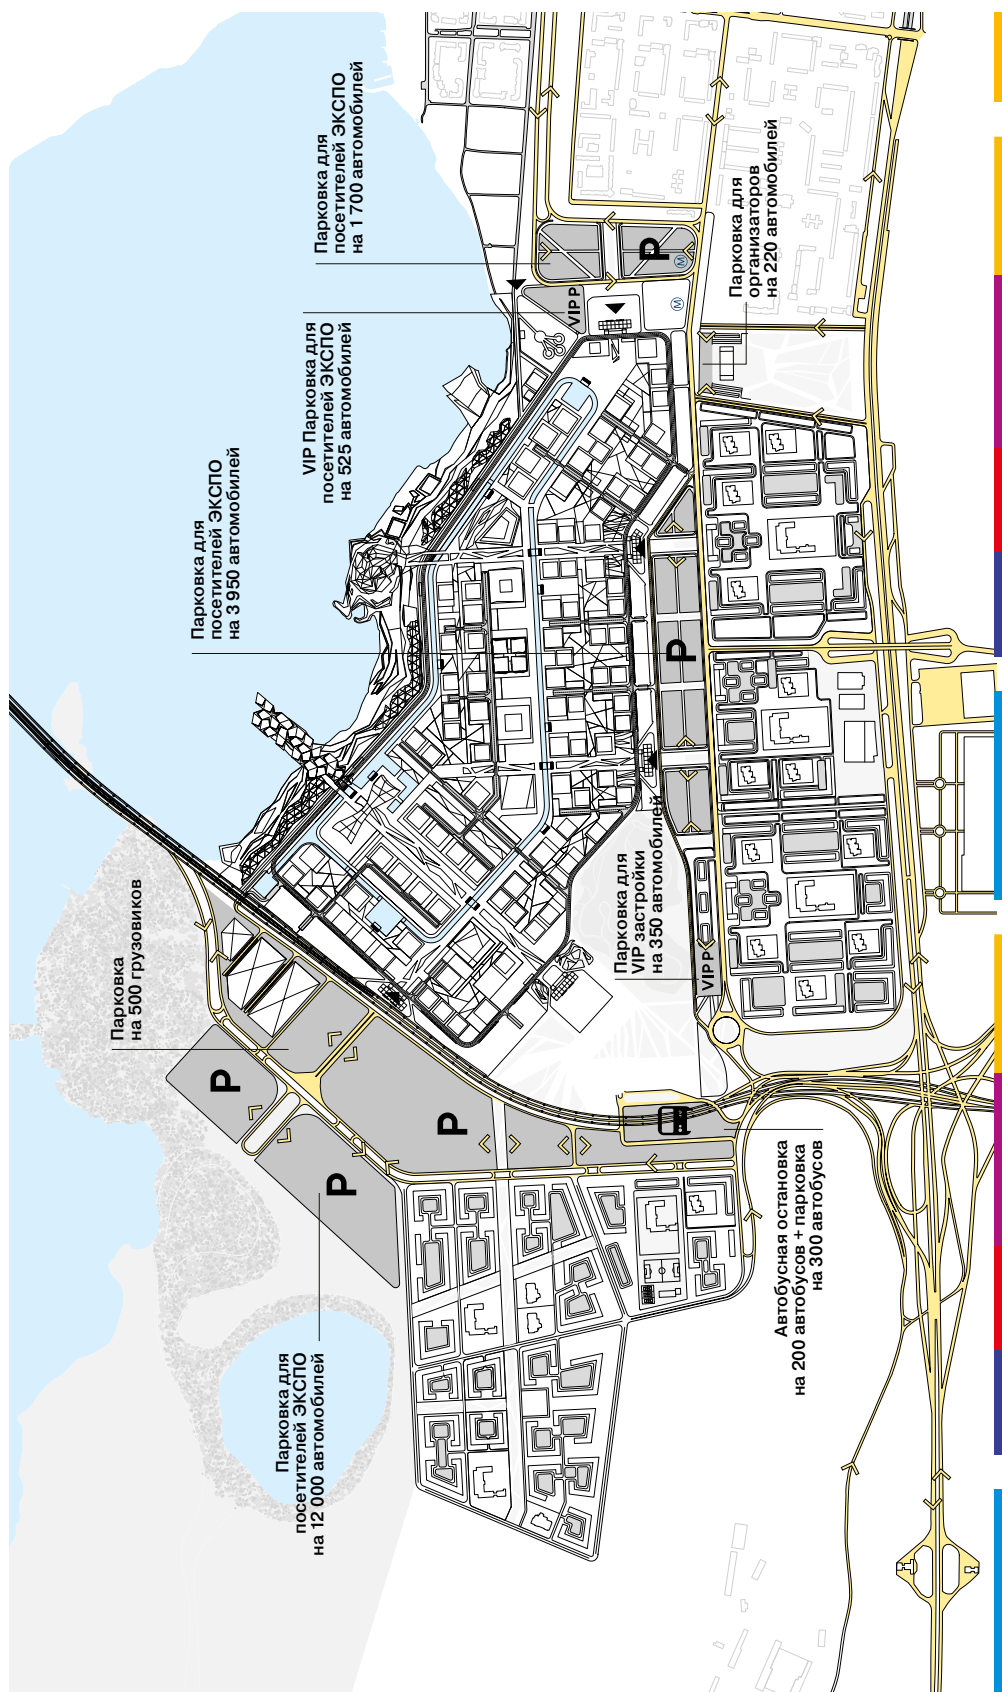 Парковка для
посетителей ЭКСПО
на 12 000 автомобилей
Парковка
на 500 грузовиков
Парковка для
посетителей ЭКСПО
на 3 950 автомобилей
VIP Парковка для
посетителей ЭКСПО
на 525 автомобилей
Парковка для
посетителей ЭКСПО
на 1 700 автомобилей
Парковка для
организаторов
на 220 автомобилей
Парковка для
VIP застройки
на 350 автомобилей
Автобусная остановка
на 200 автобусов + парковка
на 300 автобусов
P
P
P
P
P
VIP P
VIP P
M
M